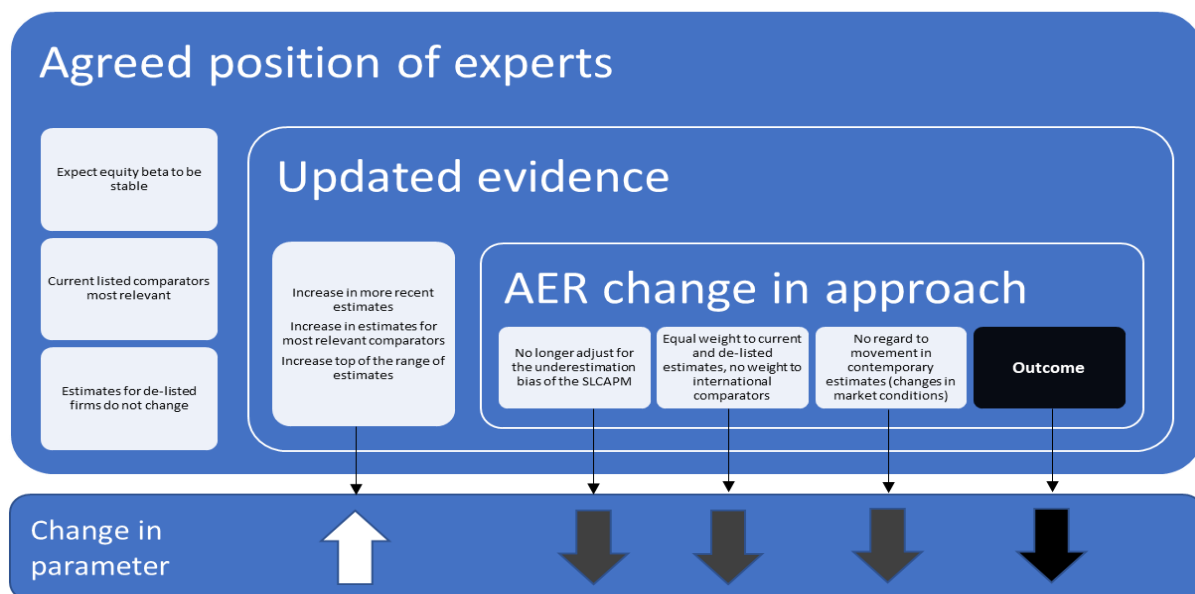 Agreed position of experts
Expect equity beta to be
stable
Current listed comparators
most relevant
Estimates for de-listed
firms do not change
Updated evidence
Increase in more recent
estimates
Increase in estimates for
most relevant comparators
Increase top of the range of
estimates
AER change in approach
No longer adjust for
the underestimation
bias of the SLCAPM
Equal weight to current
and de-listed
estimates, no weight to
international
comparators
No regard to
movement in
contemporary
estimates (changes in
market conditions)
Outcome
Change in
parameter